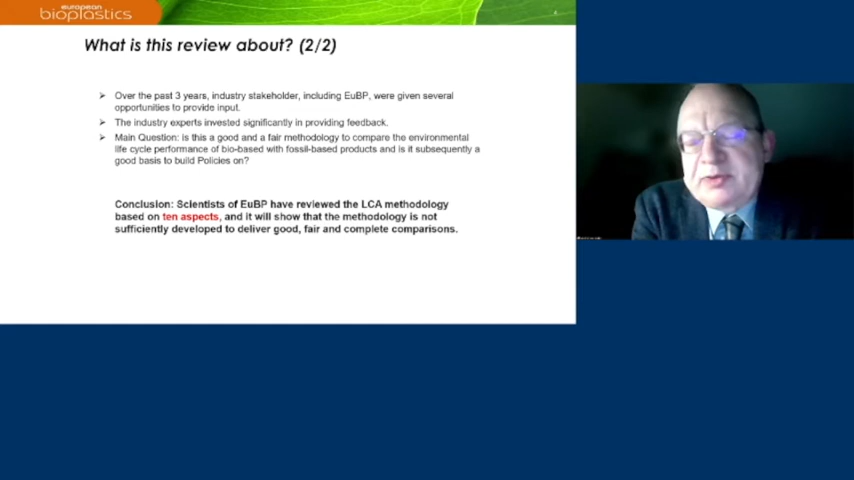 european
bioplastics
What is this review about? (2/2)
Over the past 3 years, industry stakeholder, including EuBP, were given several
opportunities to provide input.
The industry experts invested significantly in providing feedback.
Main Question: is this a good and a fair methodology to compare the environmental
life cycle performance of bio-based with fossil-based products and is it subsequently a
good basis to build Policies on?
Conclusion: Scientists of EuBP have reviewed the LCA methodology
based on ten aspects, and it will show that the methodology is not
sufficiently developed to deliver good, fair and complete comparisons.